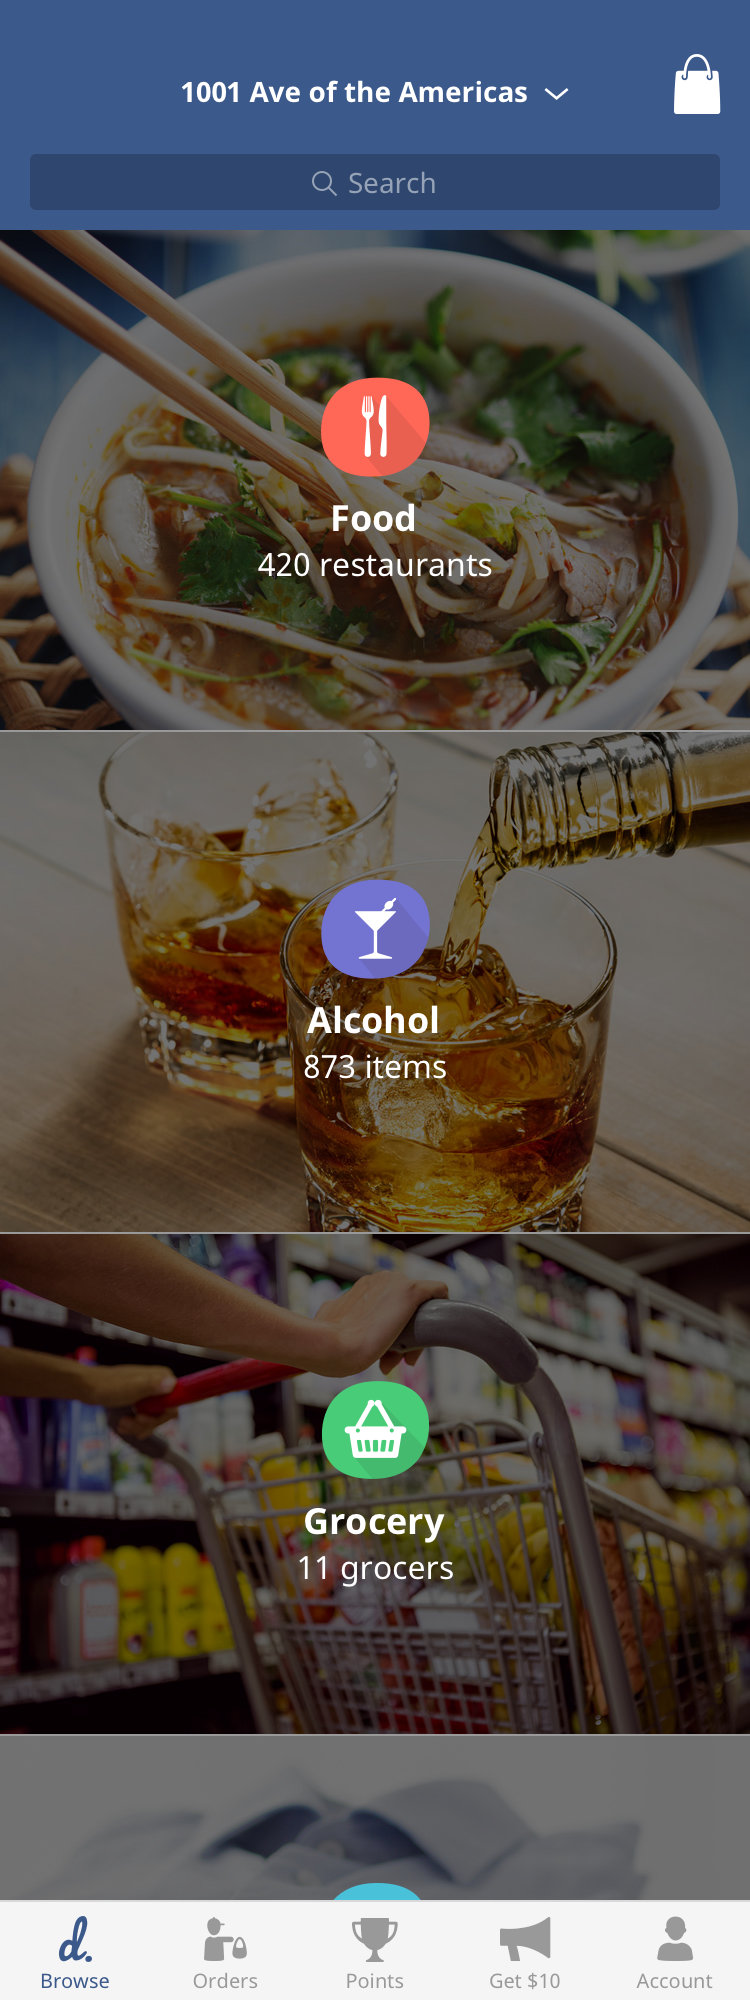 1001 Ave of the Americas
Search
Food
420 restaurants
Alcohol
873 items
Grocery
11 grocers
d.
Browse
Orders
Points
Get $10
Account